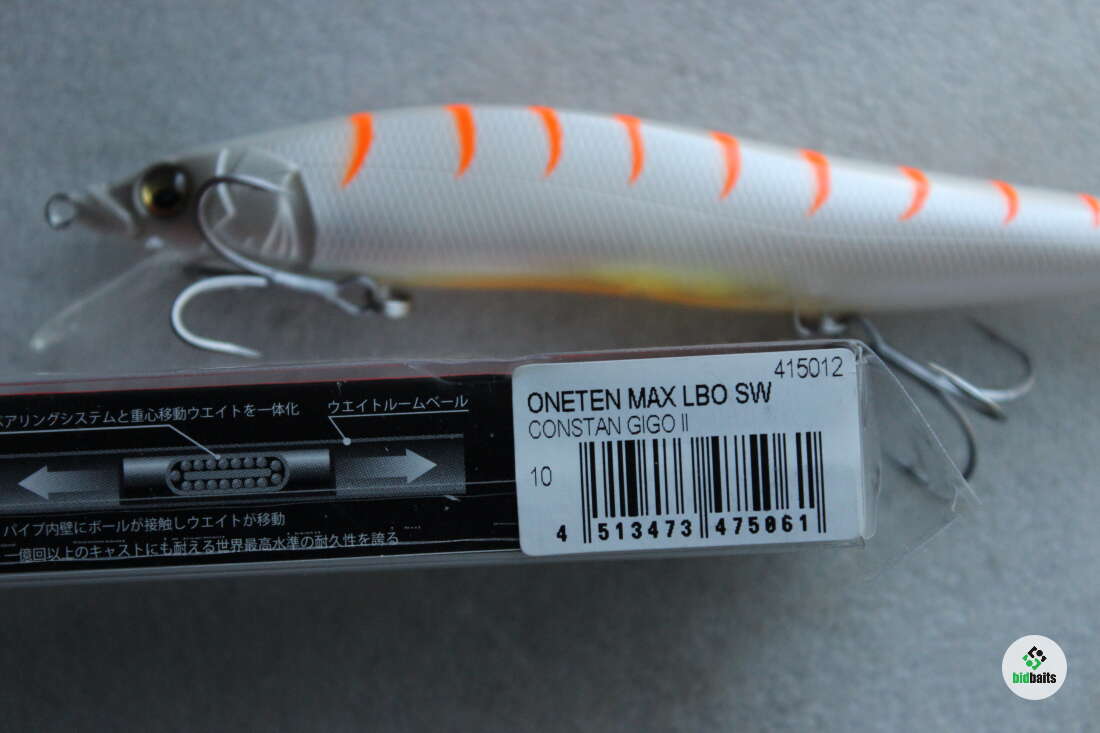 415012
ONETEN MAX LBO SW
CONSTAN GIGO II
10
4 513473 475061
アリングシステムと重心移動ウエイトを一体化
ウエイトルームベール
パイプ内壁にボールが接触しウエイトが移動
二億回以上のキャストにも耐える世界最高水準の耐久性を誇る
bidbaits